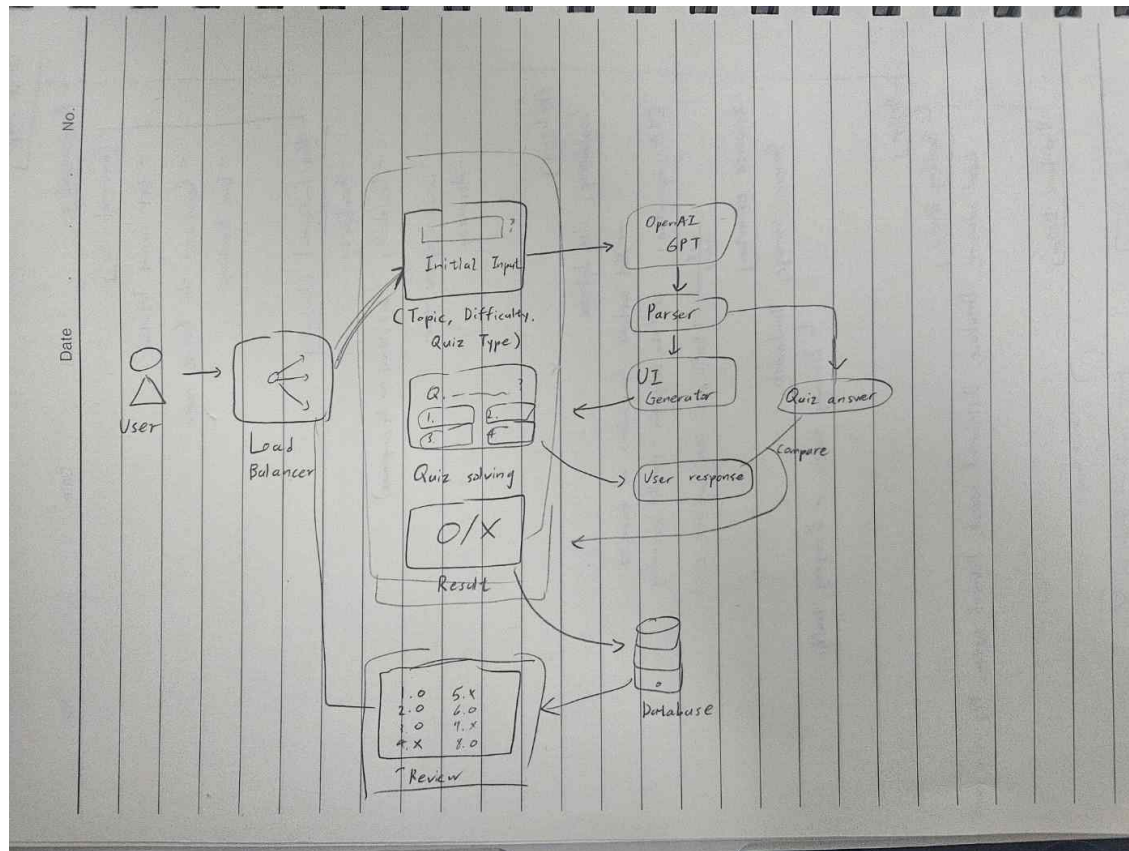 No.
Date
User
Load
Balancer
?
Initial Input
(Topic, Difficulty,
Quiz Type)
Q. ?
1. 2.
3 4
Quiz solving
O/X
Result
OpenAI
GPT
Parser
UI
Generator
Quiz answer
Compare
User response
Database
1. O 5. X
2. O 6. O
3. O 7. X
4. X 8. O
Review